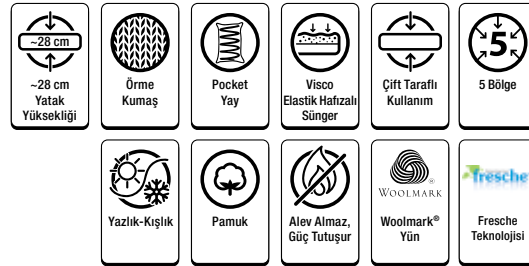 ~28 cm
~28 cm
Yatak
Yüksekliği
Örme
Kumaş
Pocket
Yay
Visco
Elastik Hafızalı
Sünger
Çift Taraflı
Kullanım
5
5 Bölge
Yazlık-Kışlık
Pamuk
Alev Almaz,
Güç Tutuşur
WOOLMARK
Woolmark®
Yün
fresche
Fresche
Teknolojisi